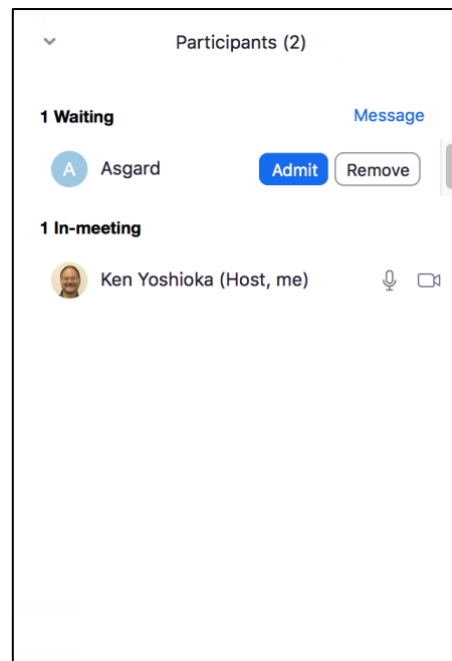 Participants (2)
1 Waiting Message
A Asgard Admit Remove
1 In-meeting
Ken Yoshioka (Host, me)